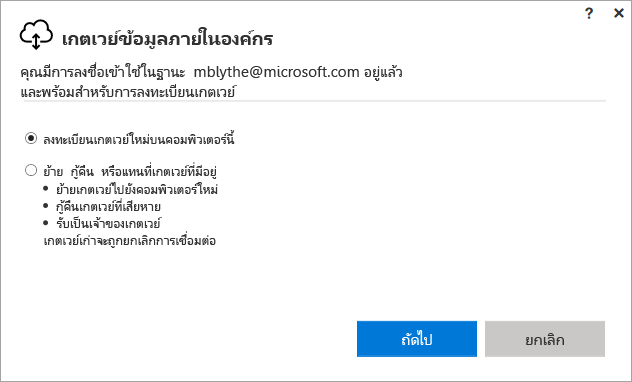 ? ×
เกตเวย์ข้อมูลภายในองค์กร
คุณมีการลงชื่อเข้าใช้ในฐานะ mblythe@microsoft.com อยู่แล้ว
และพร้อมสำหรับการลงทะเบียนเกตเวย์
ลงทะเบียนเกตเวย์ใหม่บนคอมพิวเตอร์นี้
ย้าย กู้คืน หรือแทนที่เกตเวย์ที่มีอยู่
• ย้ายเกตเวย์ไปยังคอมพิวเตอร์ใหม่
• กู้คืนเกตเวย์ที่เสียหาย
• รับเป็นเจ้าของเกตเวย์
เกตเวย์เก่าจะถูกยกเลิกการเชื่อมต่อ
ถัดไป ยกเลิก